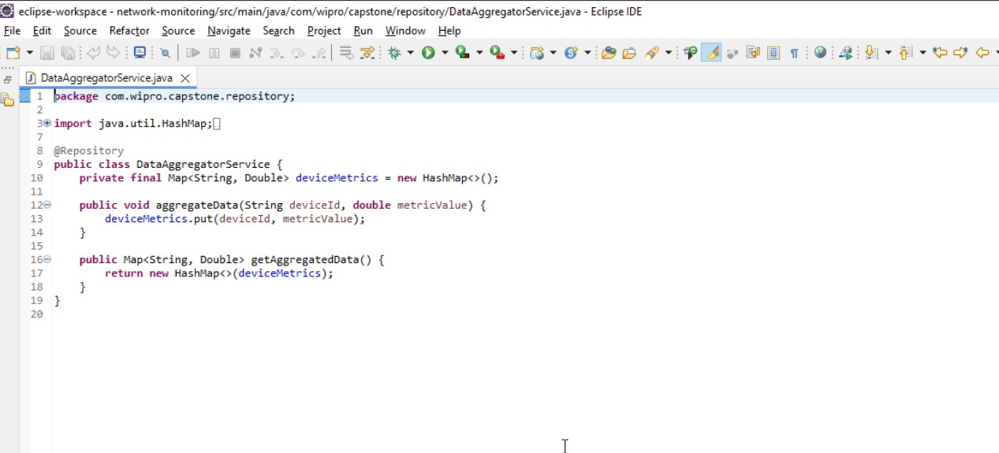 eclipse-workspace - network-monitoring/src/main/java/com/wipro/capstone/repository/DataAggregatorService.java - Eclipse IDE
File Edit Source Refactor Source Navigate Search Project Run Window Help
DataAggregatorService.java
1 package com.wipro.capstone.repository;
2
3 import java.util.HashMap;
7
8 @Repository
9 public class DataAggregatorService {
10 private final Map<String, Double> deviceMetrics = new HashMap<>();
11
12 public void aggregateData(String deviceId, double metricValue) {
13 deviceMetrics.put(deviceId, metricValue);
14 }
15
16 public Map<String, Double> getAggregatedData() {
17 return new HashMap<>(deviceMetrics);
18 }
19 }
20